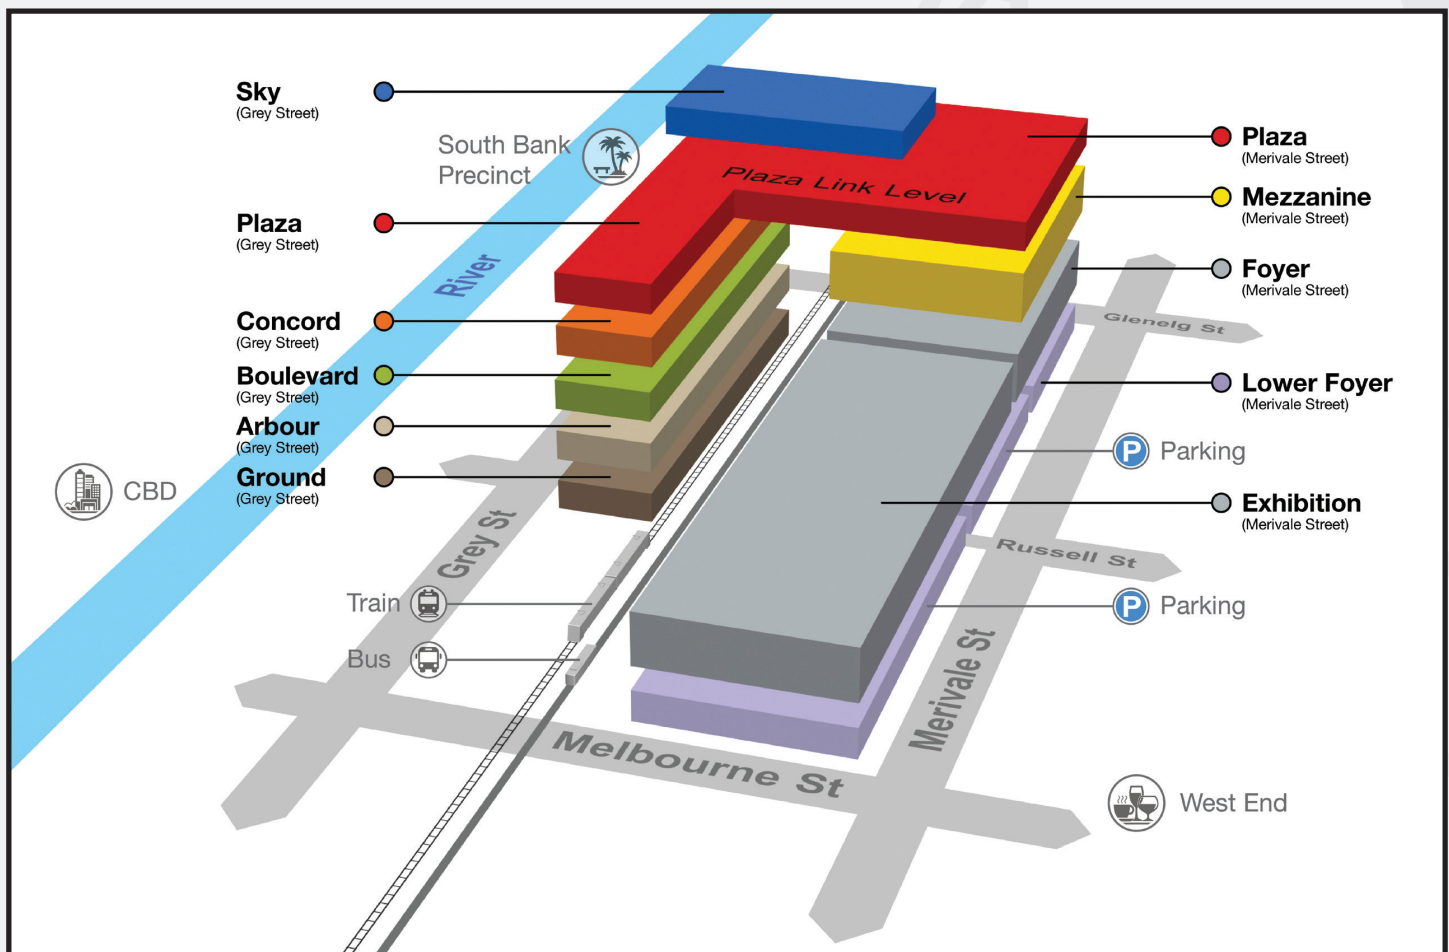 Sky
(Grey Street)
South Bank
Precinct
Plaza
(Grey Street)
River
Concord
(Grey Street)
Boulevard
(Grey Street)
Arbour
(Grey Street)
Ground
(Grey Street)
CBD
Plaza Link Level
Plaza
(Merivale Street)
Mezzanine
(Merivale Street)
Foyer
(Merivale Street)
Glenelg St
Lower Foyer
(Merivale Street)
P Parking
Exhibition
(Merivale Street)
Russell St
P Parking
Grey St
Train
Bus
Merivale St
Melbourne St
West End